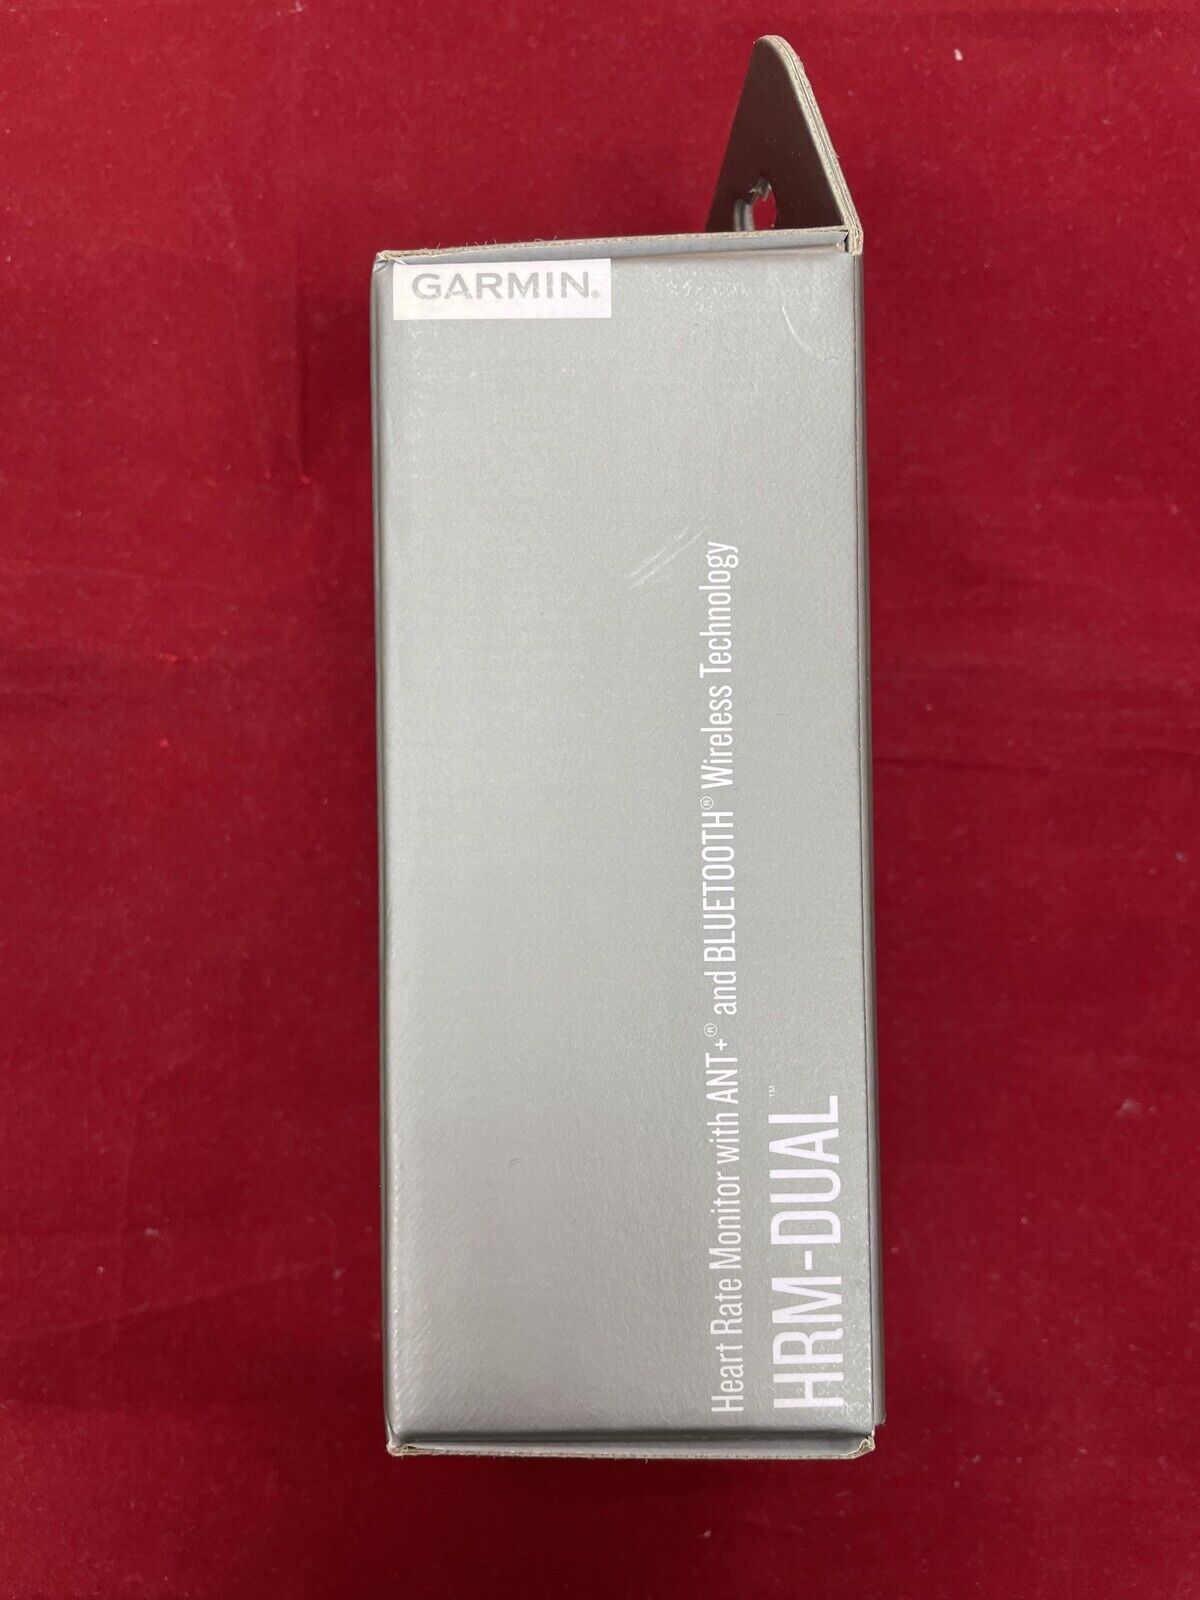 GARMIN®
Heart Rate Monitor with ANT+® and BLUETOOTH® Wireless Technology
HRM-DUAL™